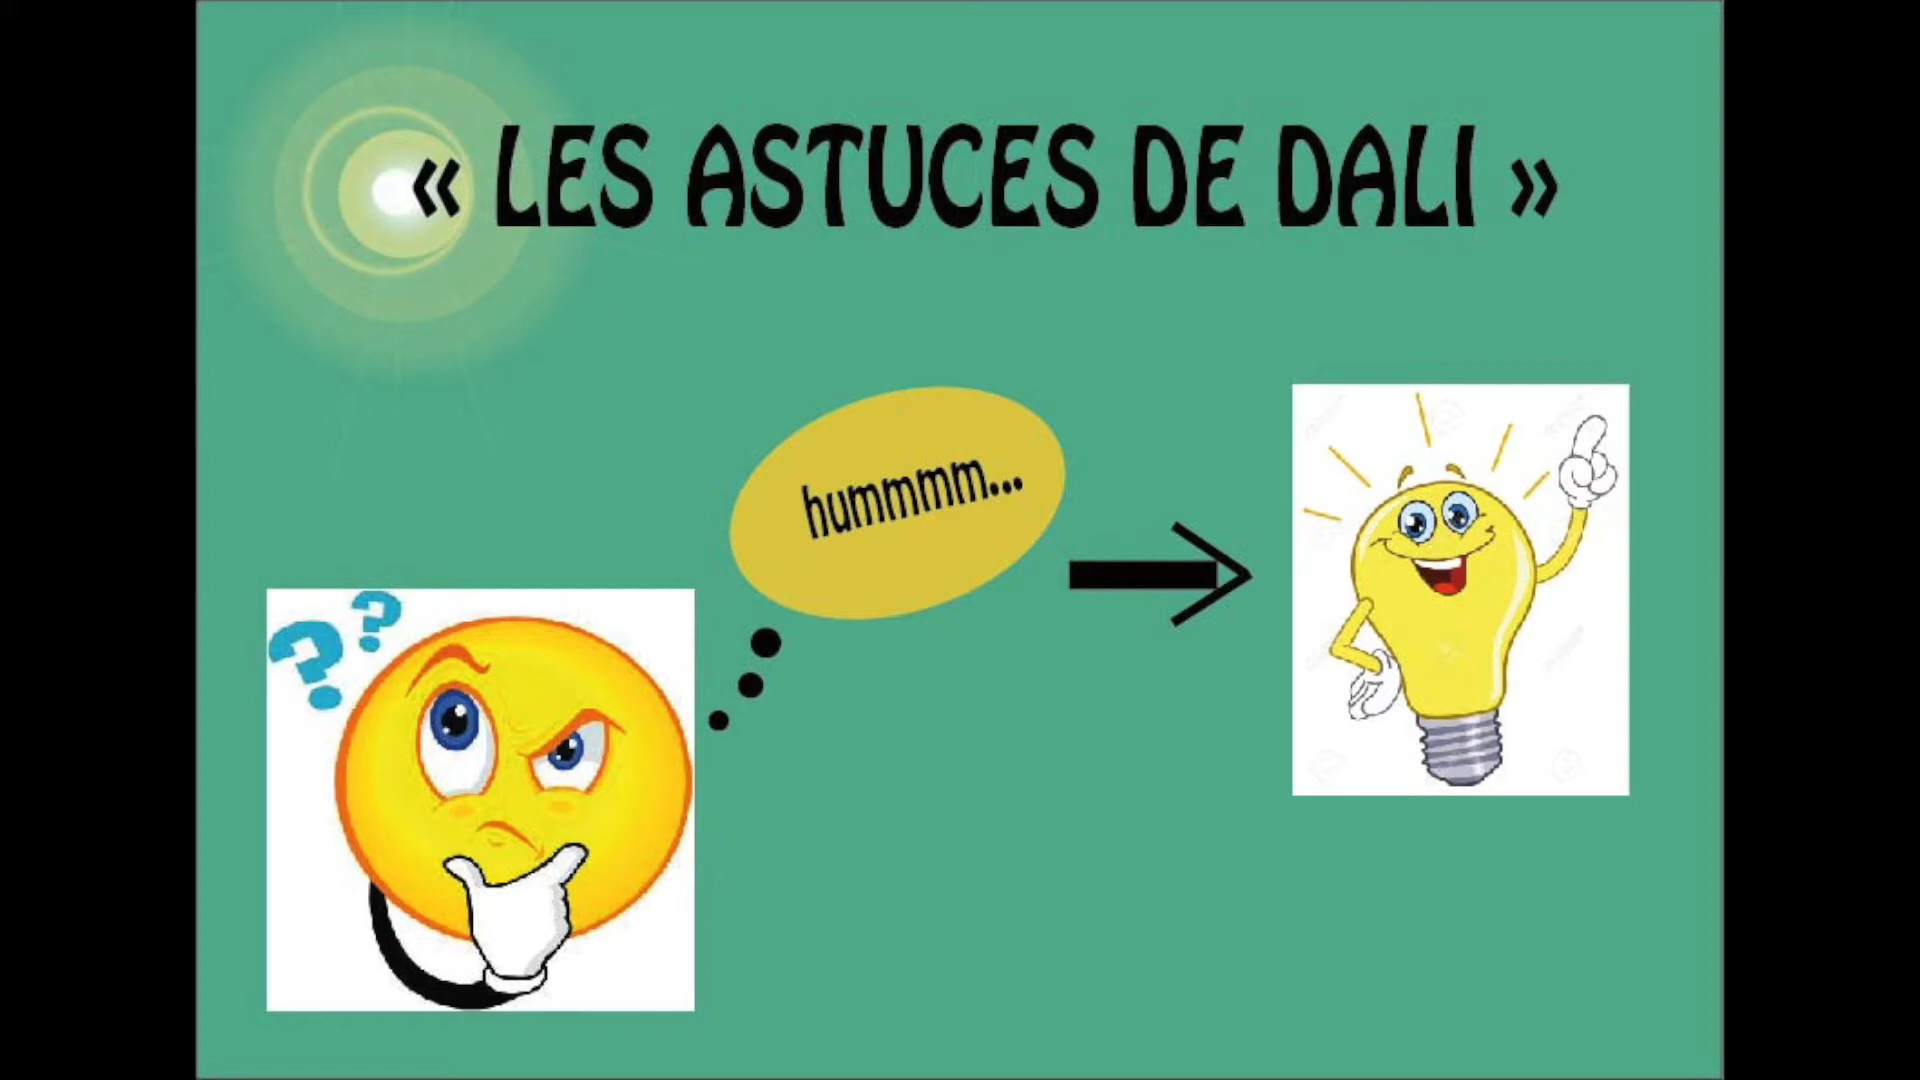 « LES ASTUCES DE DALI »
hummmm...
? ?